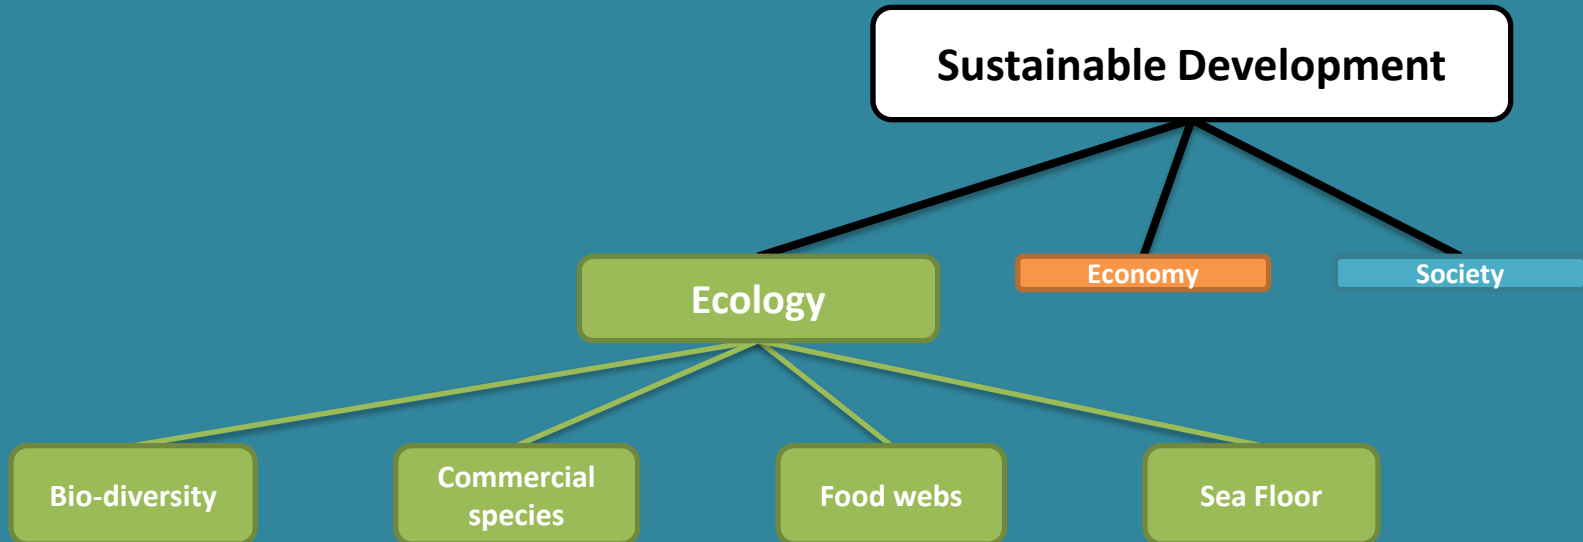 Sustainable Development
Ecology
Economy
Society
Bio-diversity
Commercial
species
Food webs
Sea Floor